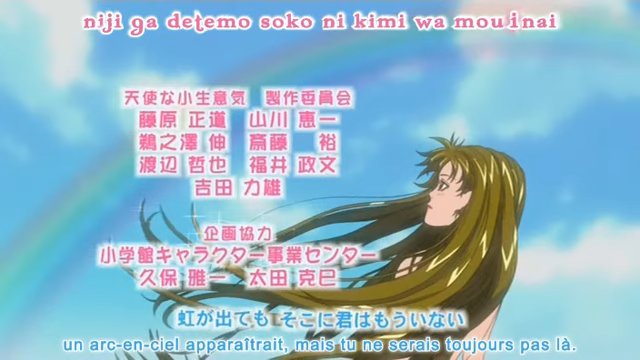 niji ga detemo soko ni kimi wa mou inai
天使な小生意気　製作委員会
藤原 正道　山川 恵一
鵜之澤 伸　斎藤　裕
渡辺 哲也　福井 政文
吉田 力雄
企画協力
小学館キャラクター事業センター
久保 雅一　太田 克巳
虹が出ても そこに君はもういない
un arc-en-ciel apparaîtrait, mais tu ne serais toujours pas là.